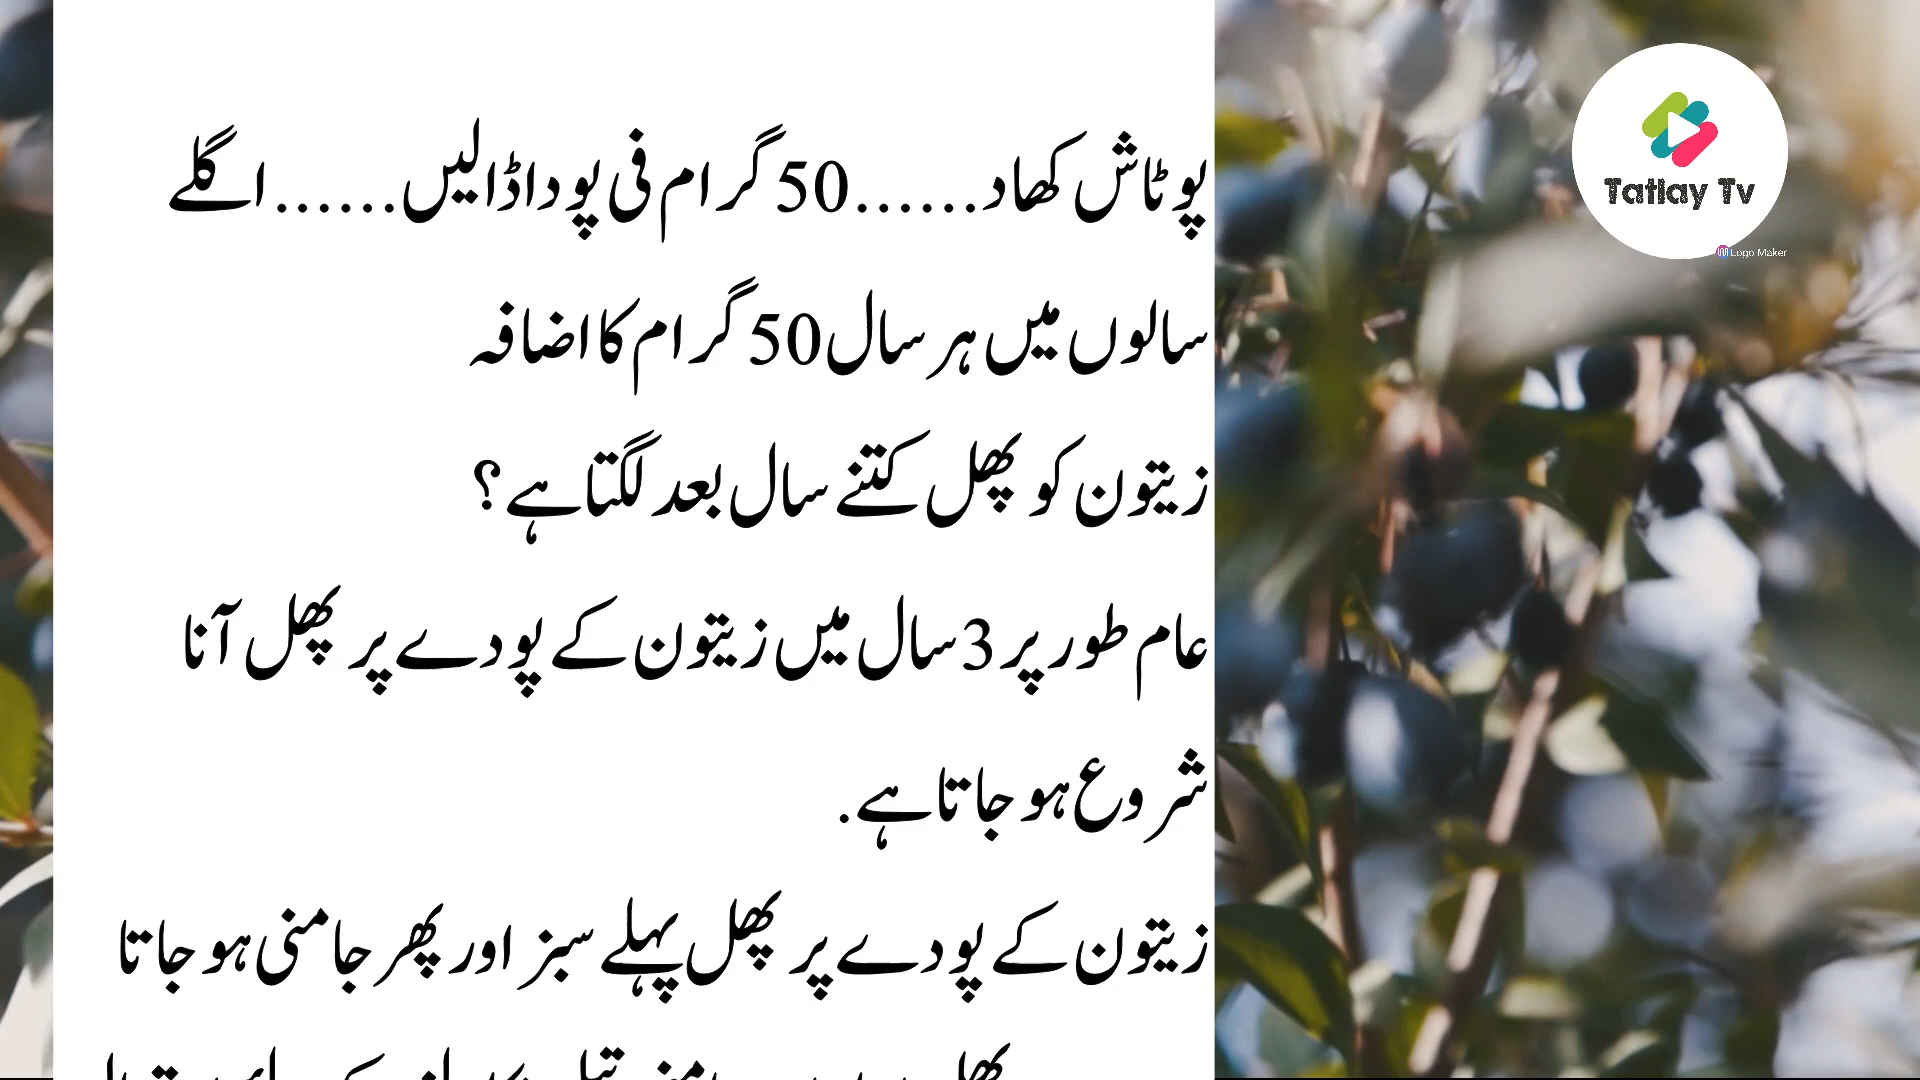 پوٹاش کھاد......50 گرام فی پودا ڈالیں......اگلے
سالوں میں ہر سال 50 گرام کا اضافہ
زیتون کو پھل کتنے سال بعد لگتا ہے؟
عام طور پر 3 سال میں زیتون کے پودے پر پھل آنا
شروع ہو جاتا ہے.
زیتون کے پودے پر پھل پہلے سبز اور پھر جامنی ہو جاتا
Tatlay Tv
Logo Maker